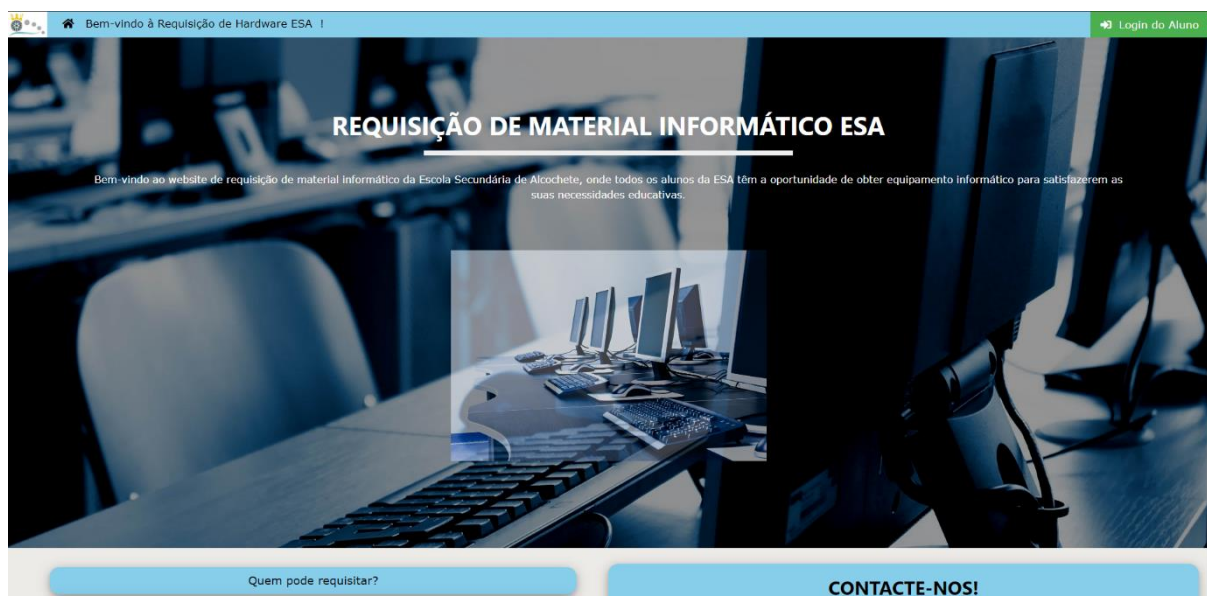 Bem-vindo à Requisição de Hardware ESA !
Login do Aluno
REQUISIÇÃO DE MATERIAL INFORMÁTICO ESA
Bem-vindo ao website de requisição de material informático da Escola Secundária de Alcochete, onde todos os alunos da ESA têm a oportunidade de obter equipamento informático para satisfazerem as
suas necessidades educativas.
Quem pode requisitar?
CONTACTE-NOS!